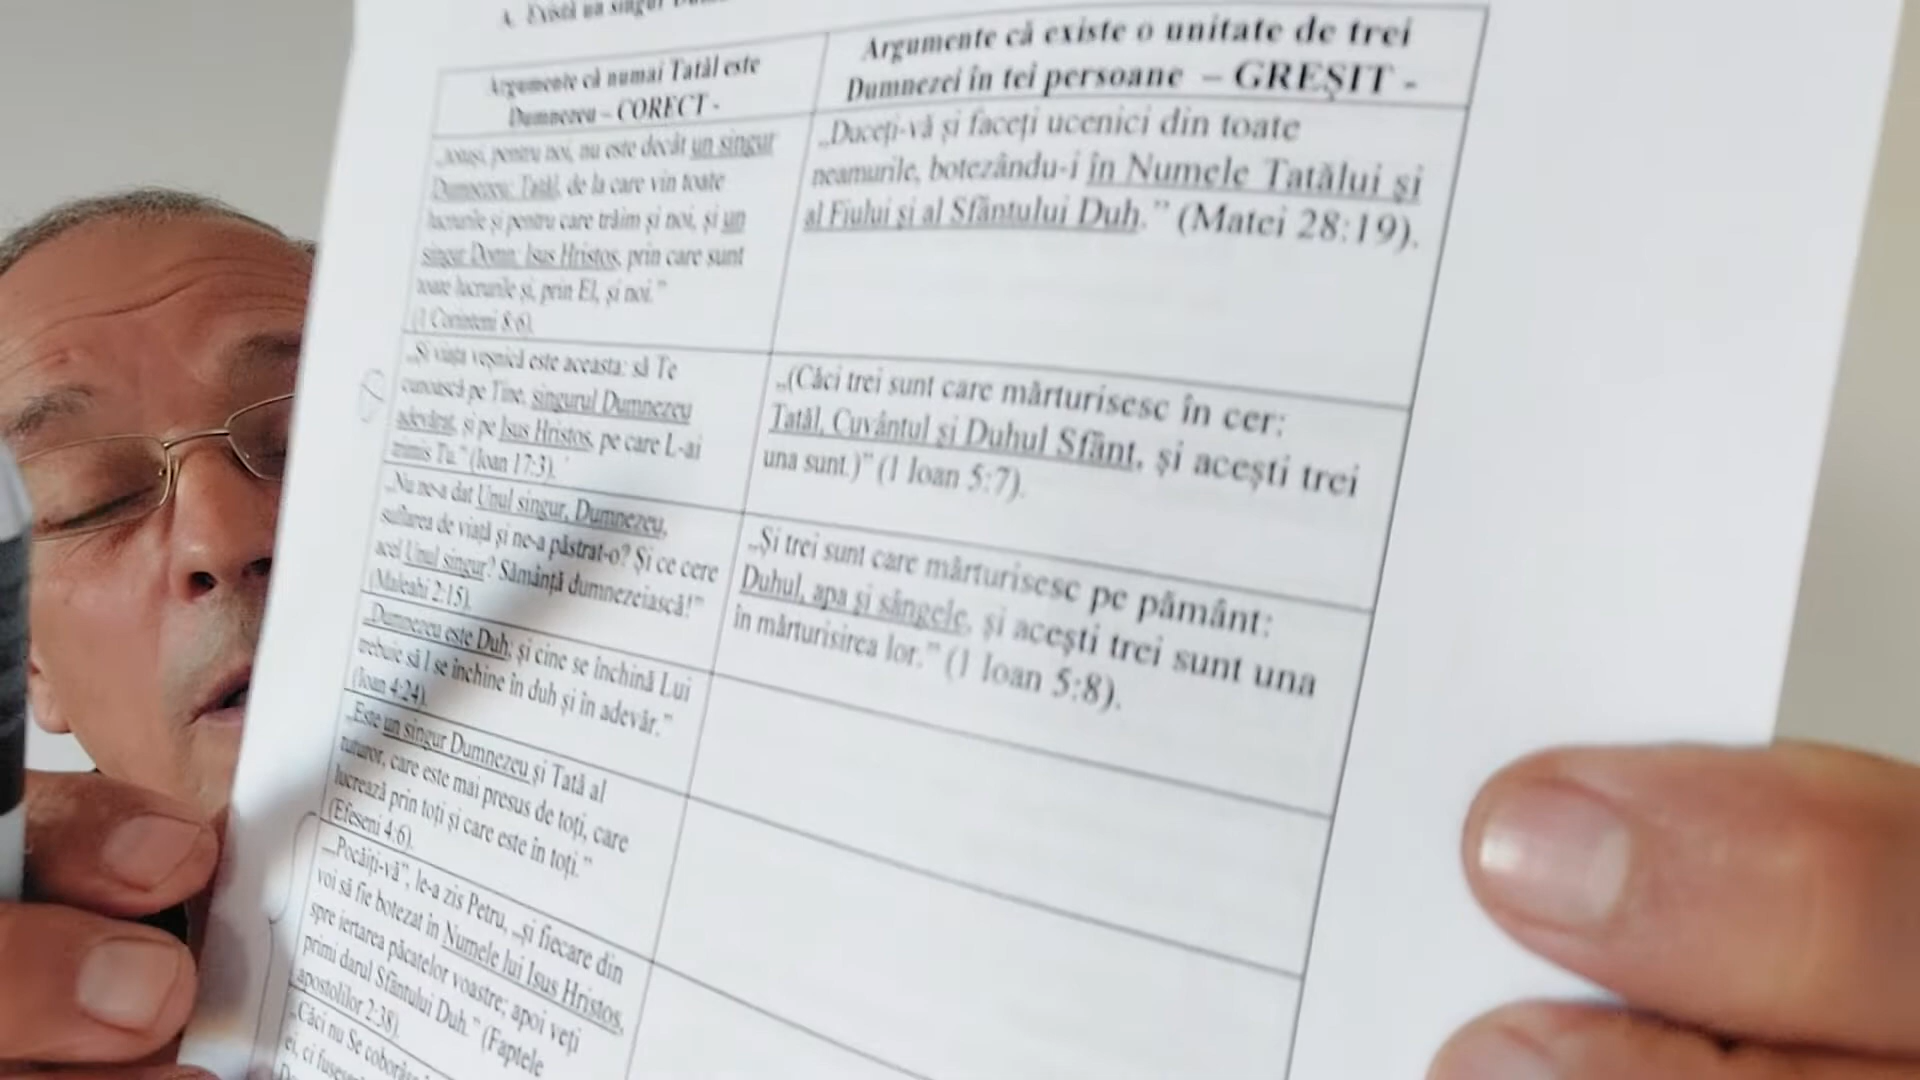 A. Există un singur
Argumente că numai Tatăl este
Dumnezeu – CORECT -
Argumente că existe o unitate de trei
Dumnezei în tei persoane – GREȘIT -
„totuși, pentru noi, nu este decât un singur
Dumnezeu: Tatăl, de la care vin toate
lucrurile și pentru care trăim și noi, și un
singur Domn: Isus Hristos, prin care sunt
toate lucrurile și, prin El, și noi.”
(1 Corinteni 8:6).
„Duceți-vă și faceți ucenici din toate
neamurile, botezându-i în Numele Tatălui și
al Fiului și al Sfântului Duh.” (Matei 28:19).
„Și viața veșnică este aceasta: să Te
cunoască pe Tine, singurul Dumnezeu
adevărat, și pe Isus Hristos, pe care L-ai
trimis Tu.” (Ioan 17:3).
„(Căci trei sunt care mărturisesc în cer:
Tatăl, Cuvântul și Duhul Sfânt, și acești trei
una sunt.)” (1 Ioan 5:7).
„Nu ne-a dat Unul singur, Dumnezeu,
suflarea de viață și ne-a păstrat-o? Și ce cere
acel Unul singur? Sămânță dumnezeiască!”
(Maleahi 2:15).
„Și trei sunt care mărturisesc pe pământ:
Duhul, apa și sângele, și acești trei sunt una
în mărturisirea lor.” (1 Ioan 5:8).
„Dumnezeu este Duh; și cine se închină Lui
trebuie să I se închine în duh și în adevăr.”
(Ioan 4:24).
„Este un singur Dumnezeu și Tată al
tuturor, care este mai presus de toți, care
lucrează prin toți și care este în toți.”
(Efeseni 4:6).
„„Pocăiți-vă”, le-a zis Petru, „și fiecare din
voi să fie botezat în Numele lui Isus Hristos,
spre iertarea păcatelor voastre; apoi veți
primi darul Sfântului Duh.” (Faptele
apostolilor 2:38).
„Căci nu Se coborâse
ei, ci fuseseră